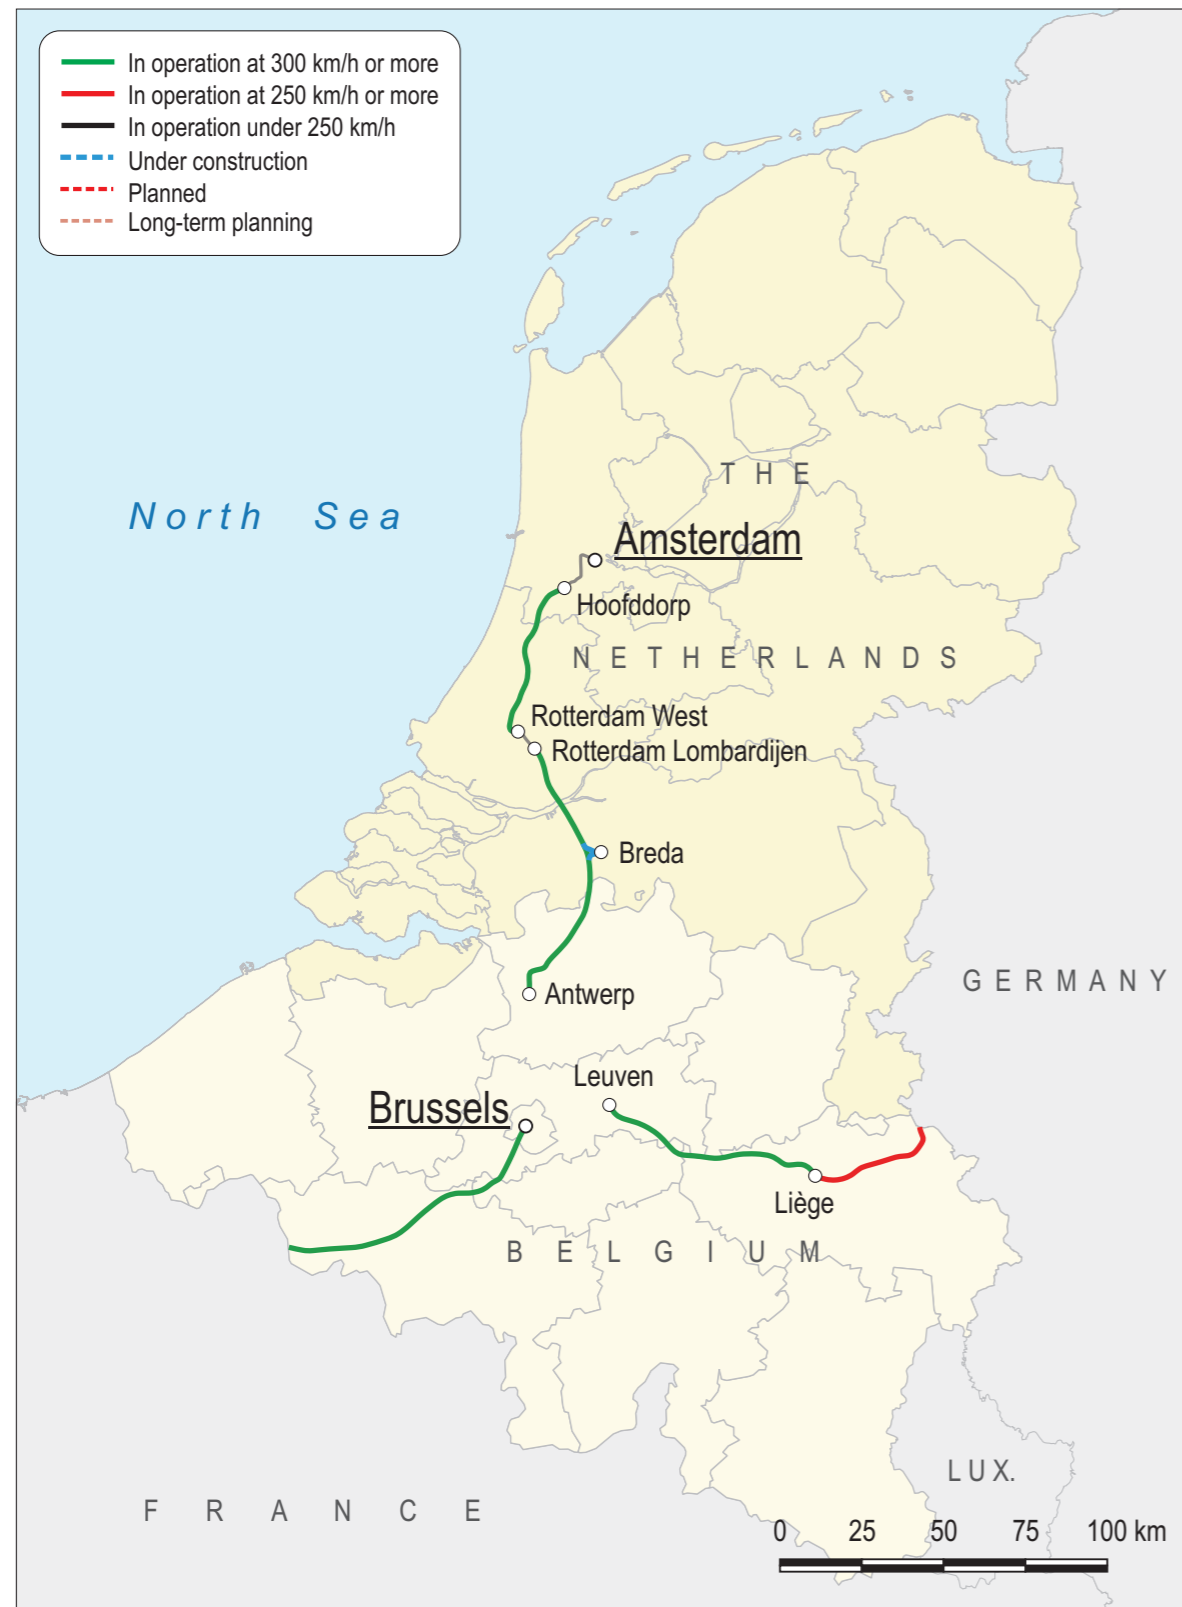 In operation at 300 km/h or more
In operation at 250 km/h or more
In operation under 250 km/h
Under construction
Planned
Long-term planning
THE
North Sea
Amsterdam
Hoofddorp
NETHERLANDS
Rotterdam West
Rotterdam Lombardijen
Breda
GERMANY
Antwerp
Leuven
Brussels
Liège
BELGIUM
LUX.
FRANCE
0 25 50 75 100 km